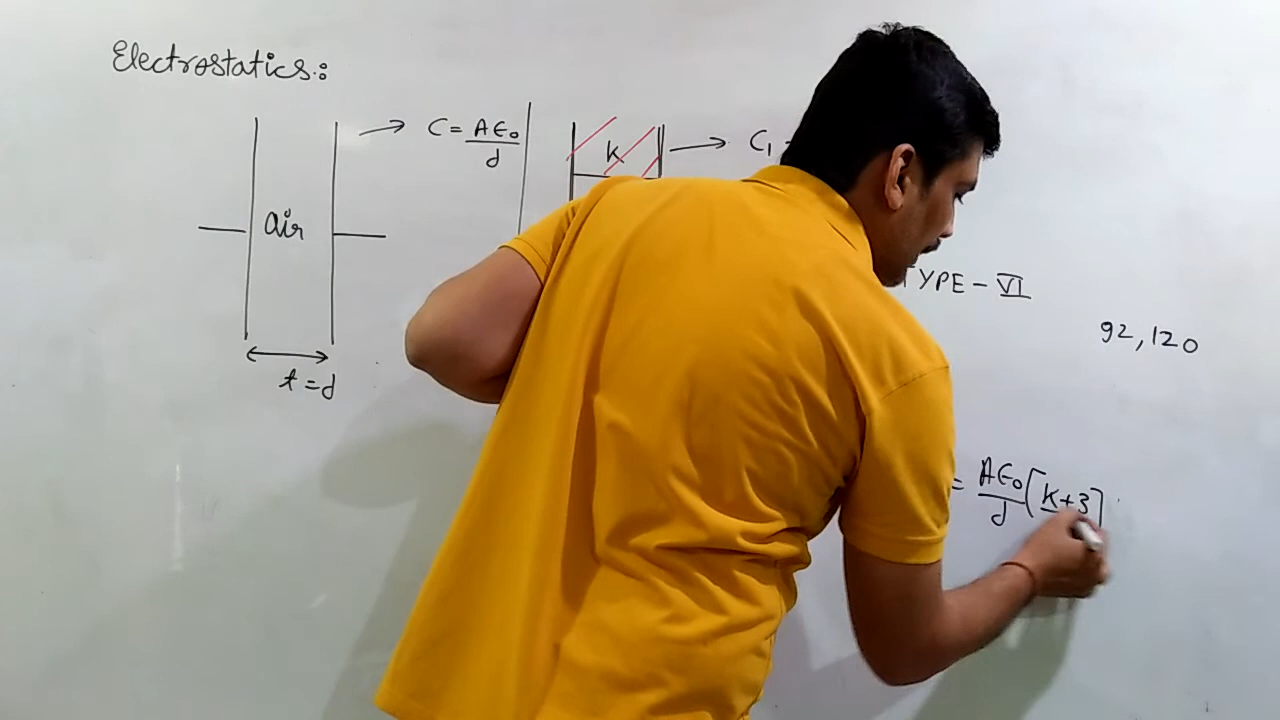 Electrostatics:
C = Aϵ₀/d
K
C₁
air
TYPE - VI
92, 120
t = d
= Aϵ₀/d [K+3]